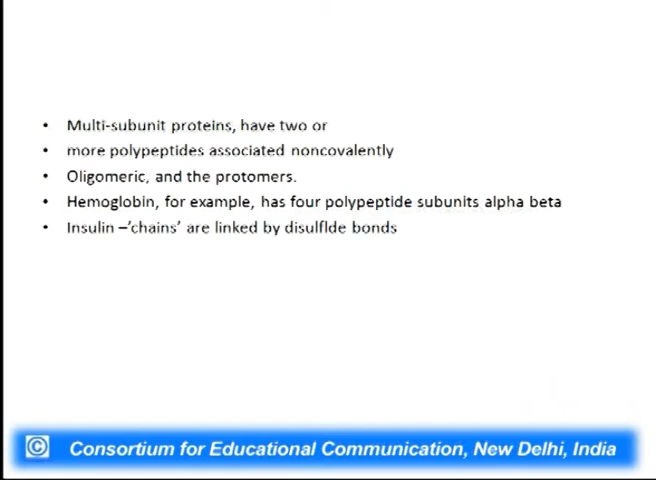 • Multi-subunit proteins, have two or
• more polypeptides associated noncovalently
• Oligomeric, and the protomers.
• Hemoglobin, for example, has four polypeptide subunits alpha beta
• Insulin –’chains’ are linked by disulflde bonds
© Consortium for Educational Communication, New Delhi, India